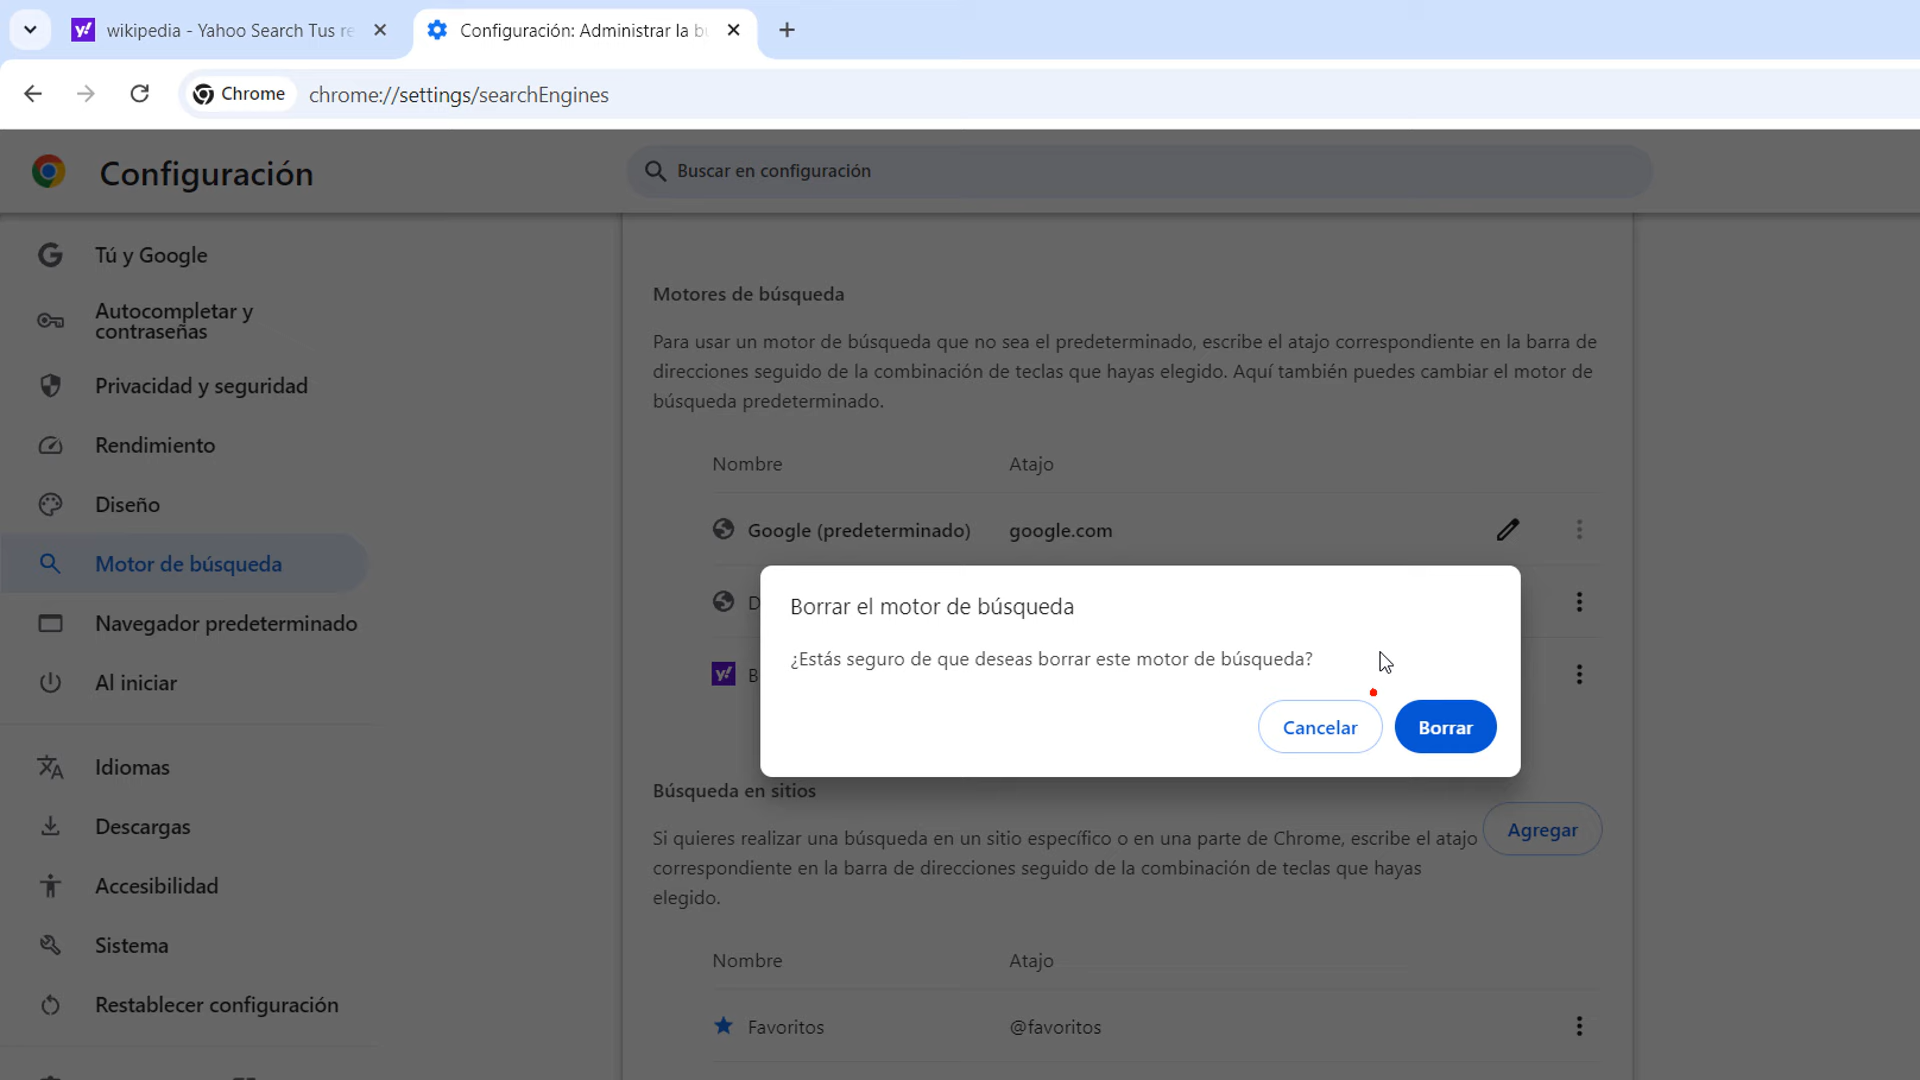 wikipedia - Yahoo Search Tus re
Configuración: Administrar la b
Chrome
chrome://settings/searchEngines
Configuración
Buscar en configuración
Tú y Google
Autocompletar y
contraseñas
Privacidad y seguridad
Rendimiento
Diseño
Motor de búsqueda
Navegador predeterminado
Al iniciar
Idiomas
Descargas
Accesibilidad
Sistema
Restablecer configuración
Motores de búsqueda
Para usar un motor de búsqueda que no sea el predeterminado, escribe el atajo correspondiente en la barra de
direcciones seguido de la combinación de teclas que hayas elegido. Aquí también puedes cambiar el motor de
búsqueda predeterminado.
Nombre Atajo
Google (predeterminado) google.com
D
B
Borrar el motor de búsqueda
¿Estás seguro de que deseas borrar este motor de búsqueda?
Cancelar Borrar
Búsqueda en sitios
Si quieres realizar una búsqueda en un sitio específico o en una parte de Chrome, escribe el atajo
correspondiente en la barra de direcciones seguido de la combinación de teclas que hayas
elegido.
Agregar
Nombre Atajo
Favoritos @favoritos